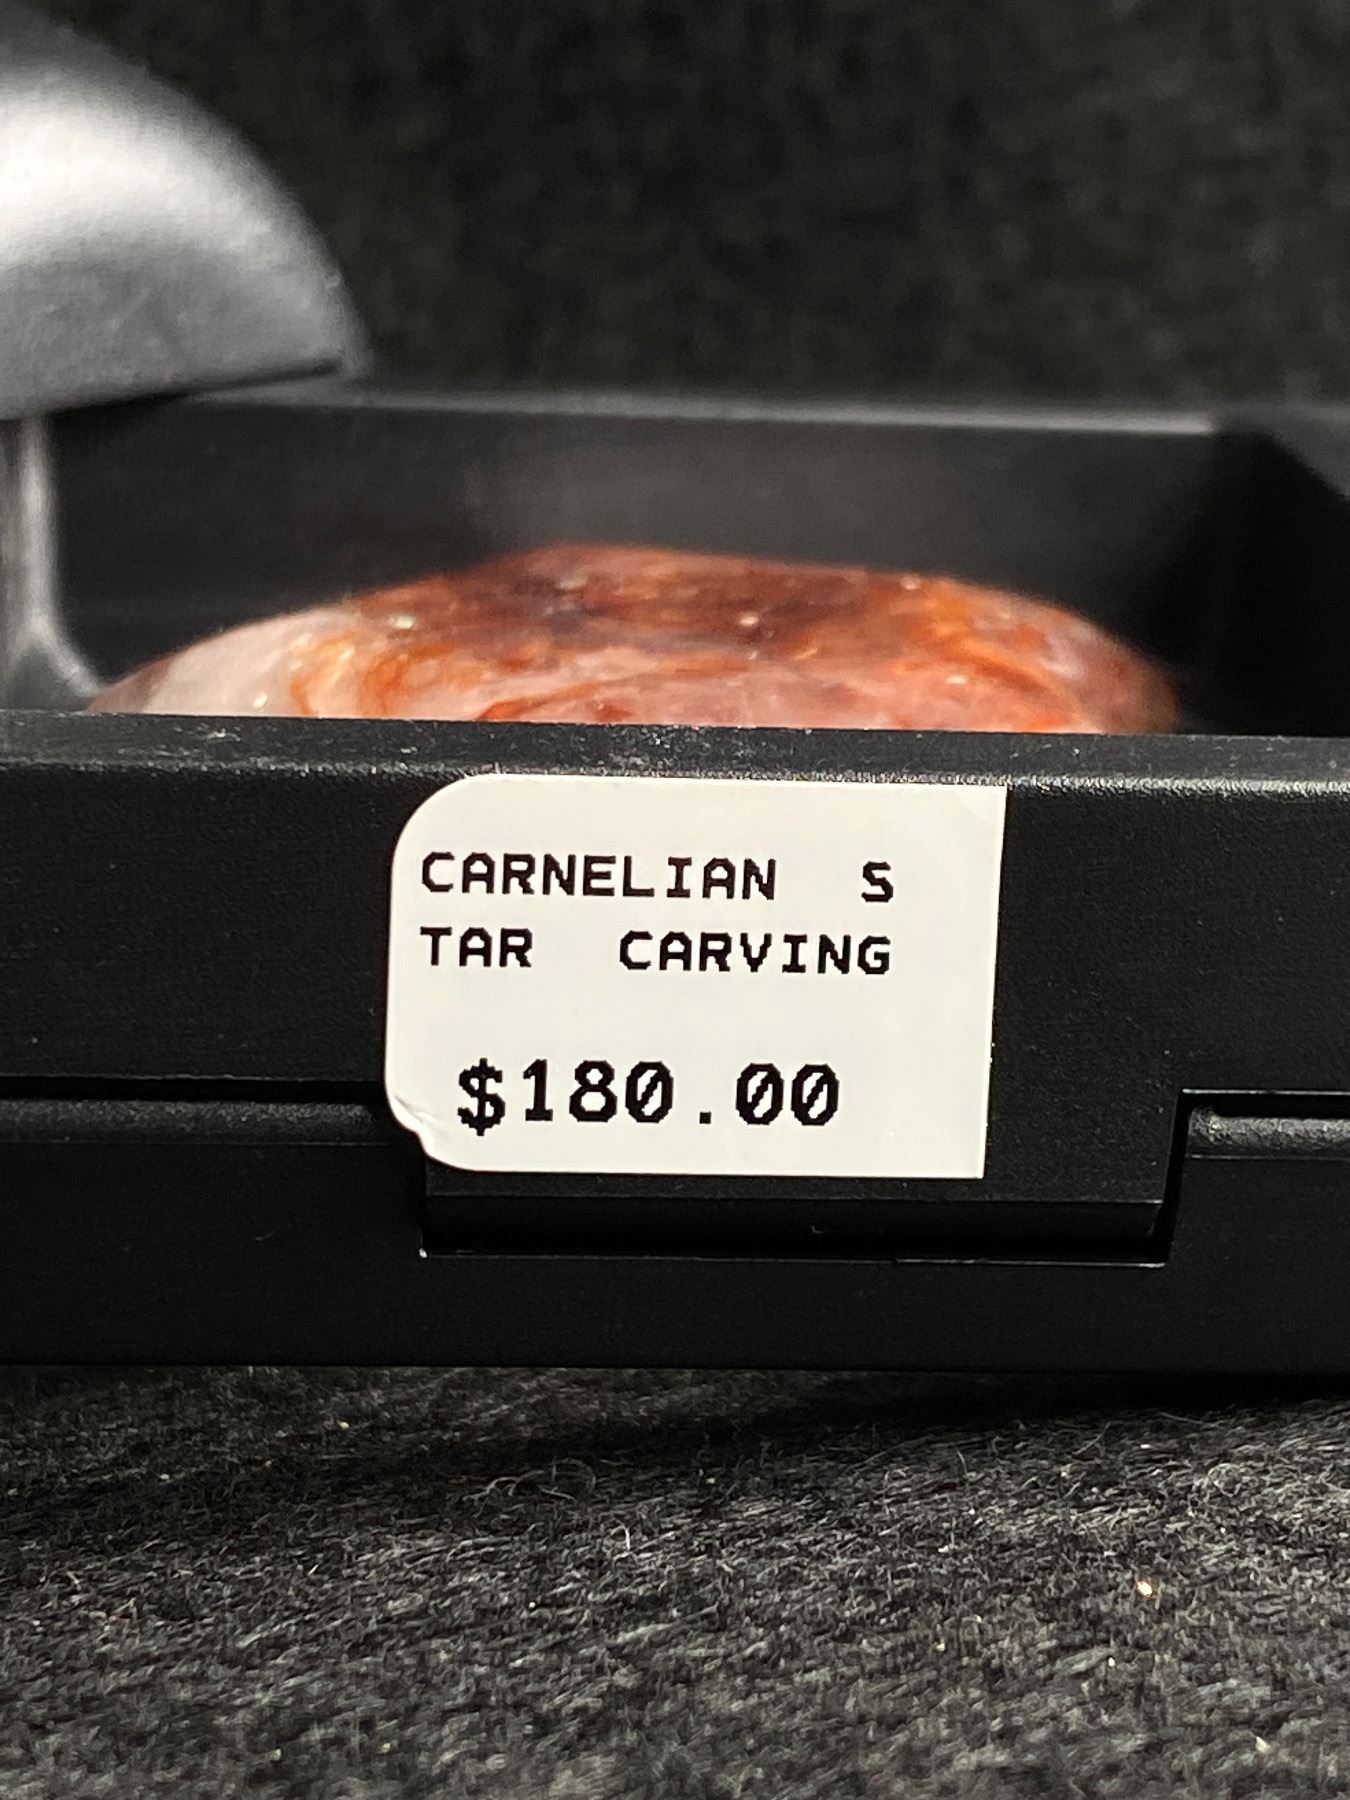 CARNELIAN S
TAR CARVING
$180.00